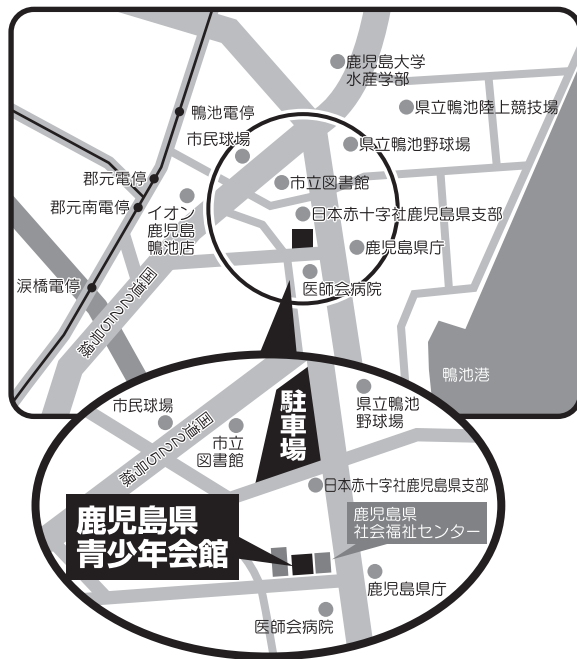 鹿児島大学
水産学部
鴨池電停
県立鴨池陸上競技場
市民球場
県立鴨池野球場
郡元電停
市立図書館
郡元南電停
イオン
鹿児島
鴨池店
日本赤十字社鹿児島県支部
鹿児島県庁
涙橋電停
国道225号線
医師会病院
鴨池港
市民球場
国道225号線
市立
図書館
駐車場
県立鴨池
野球場
日本赤十字社鹿児島県支部
鹿児島県
青少年会館
鹿児島県
社会福祉センター
鹿児島県庁
医師会病院